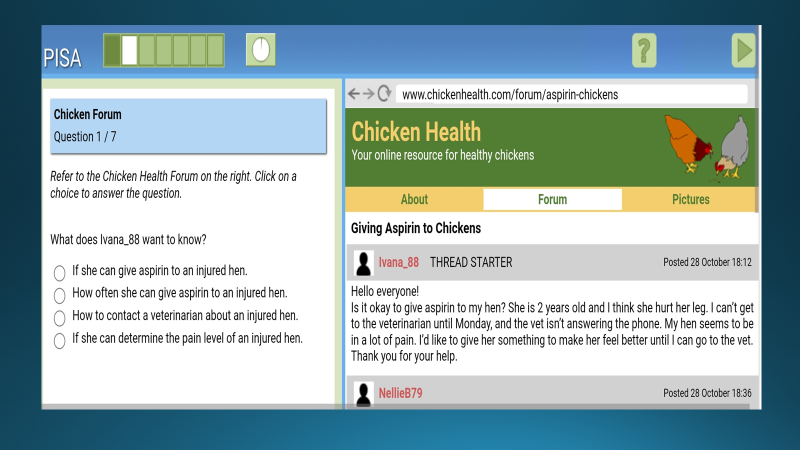 PISA
?
Chicken Forum
Question 1 / 7
Refer to the Chicken Health Forum on the right. Click on a
choice to answer the question.
What does Ivana_88 want to know?
If she can give aspirin to an injured hen.
How often she can give aspirin to an injured hen.
How to contact a veterinarian about an injured hen.
If she can determine the pain level of an injured hen.
www.chickenhealth.com/forum/aspirin-chickens
Chicken Health
Your online resource for healthy chickens
About Forum Pictures
Giving Aspirin to Chickens
Ivana_88 THREAD STARTER Posted 28 October 18:12
Hello everyone!
Is it okay to give aspirin to my hen? She is 2 years old and I think she hurt her leg. I can't get
to the veterinarian until Monday, and the vet isn't answering the phone. My hen seems to be
in a lot of pain. I'd like to give her something to make her feel better until I can go to the vet.
Thank you for your help.
NellieB79 Posted 28 October 18:36